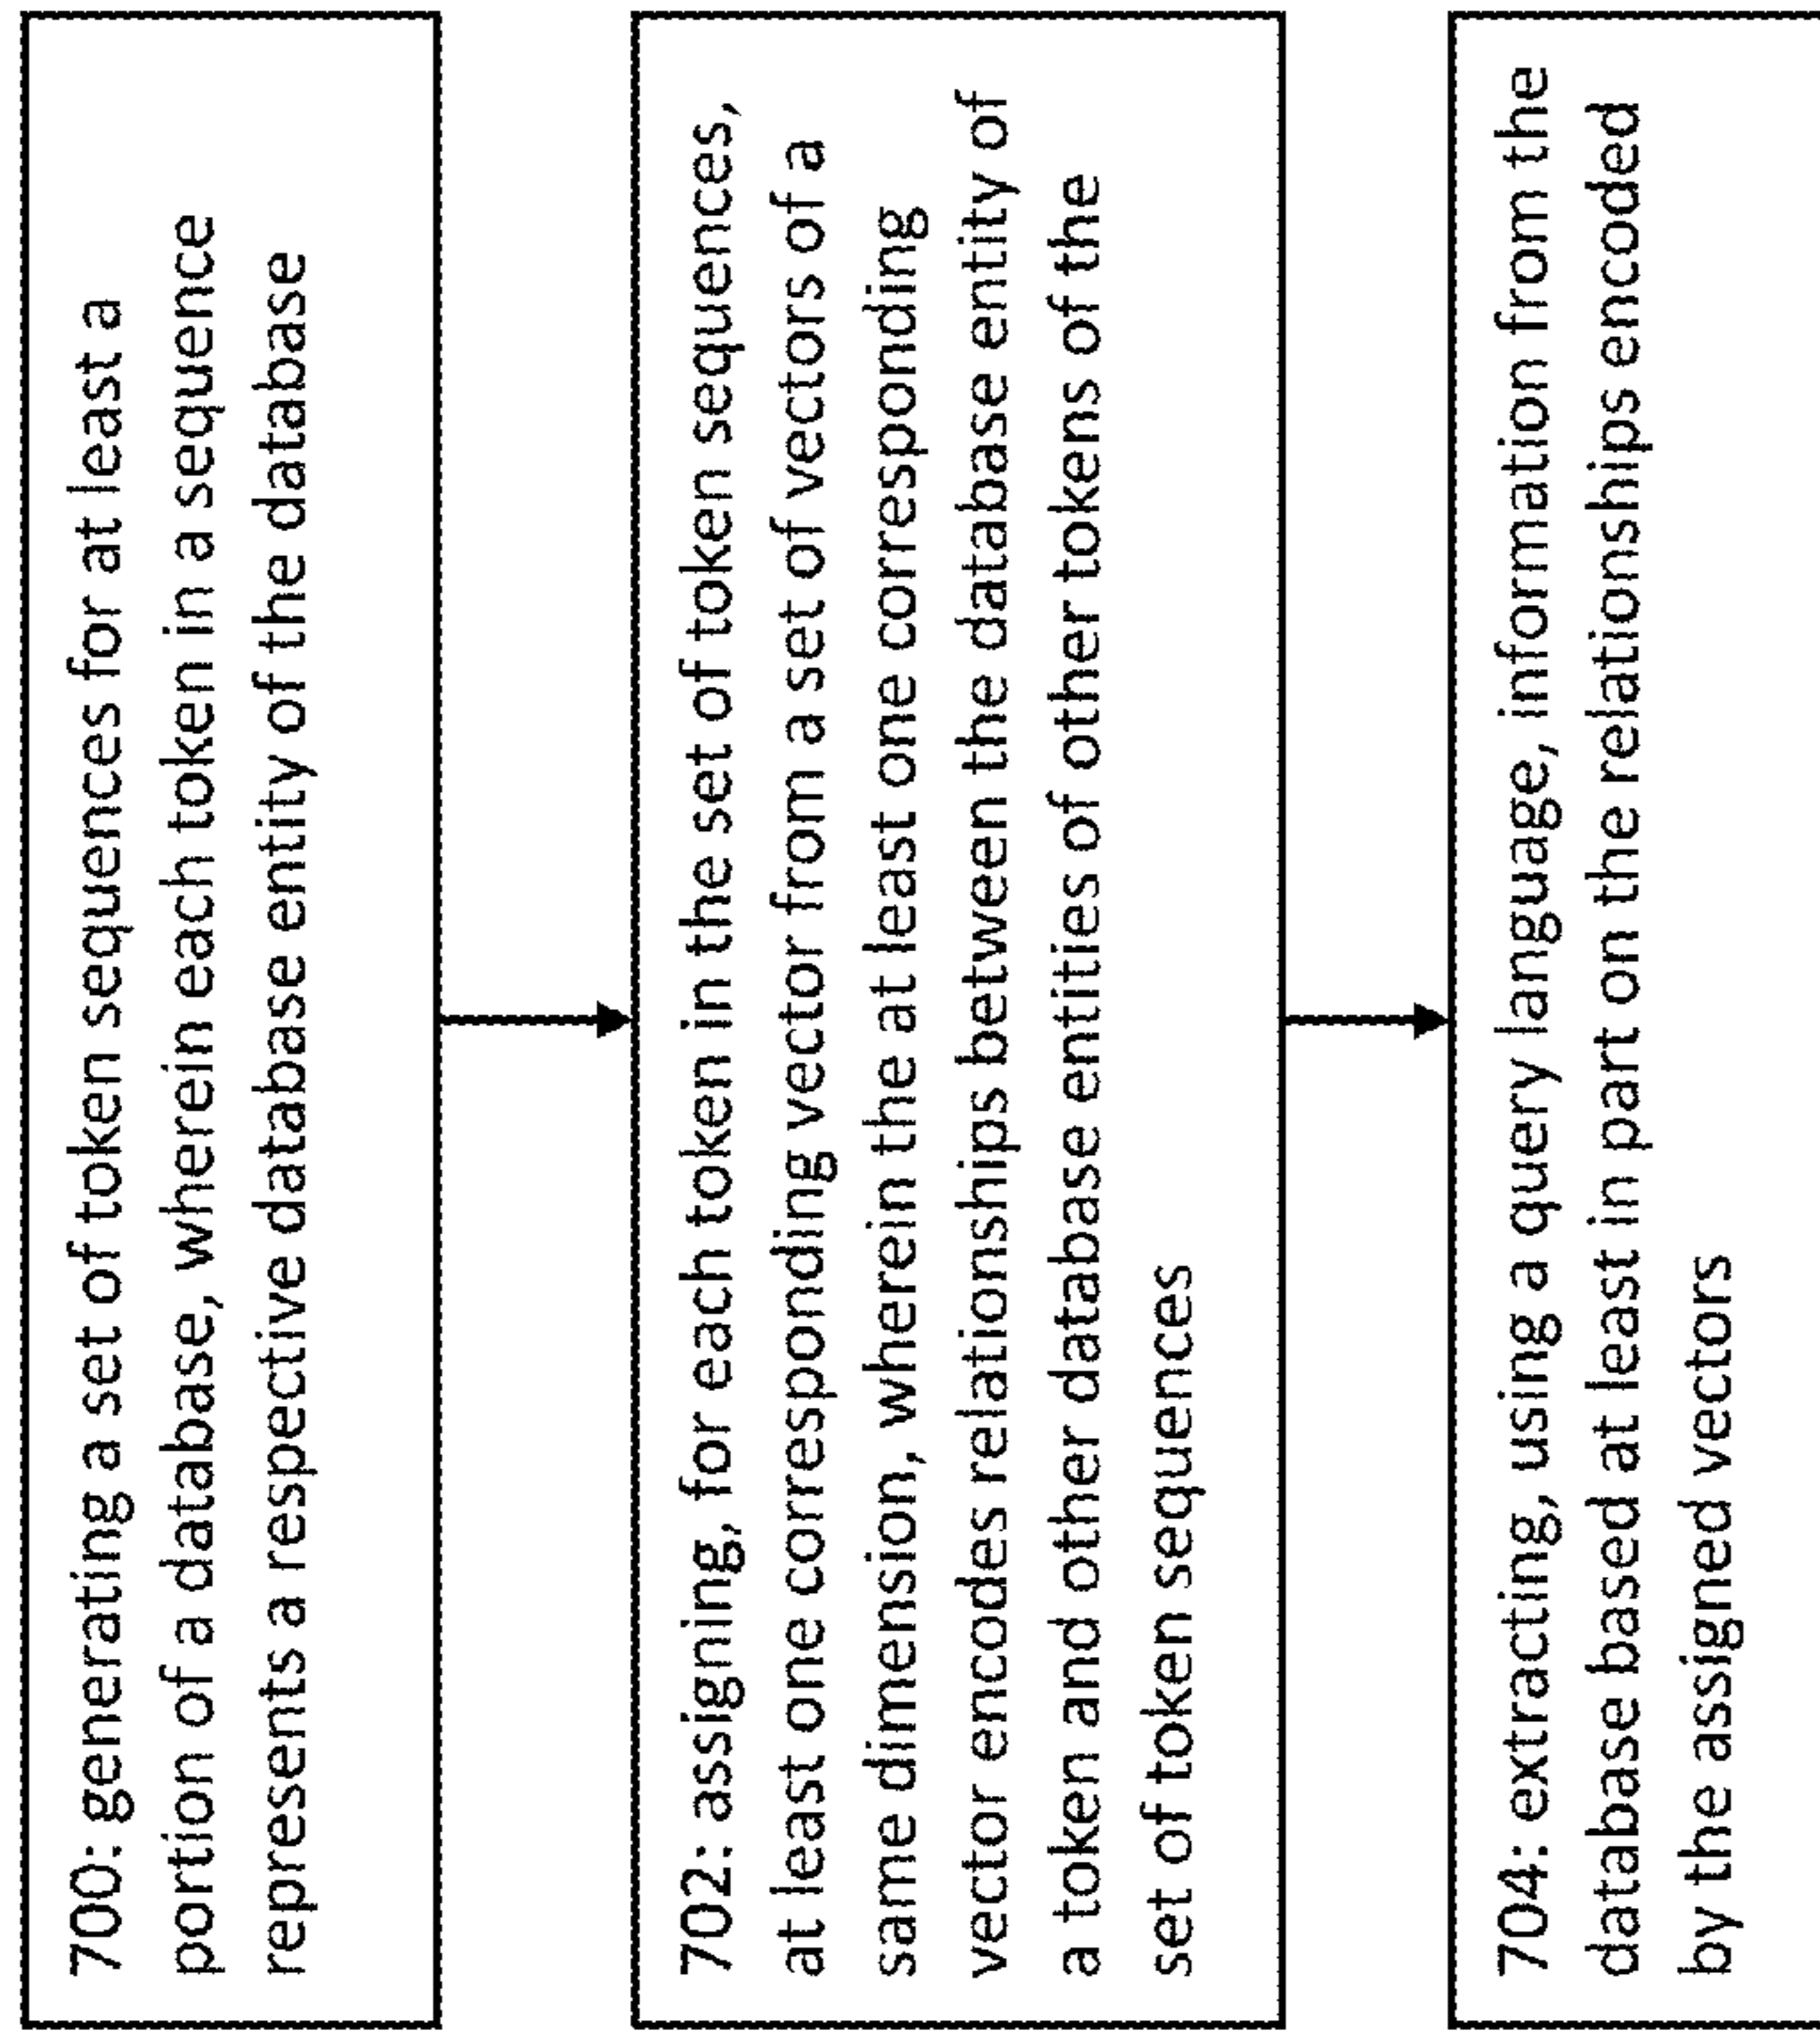 700: generating a set of token sequences for at least a
portion of a database, wherein each token in a sequence
represents a respective database entity of the database
702: assigning, for each token in the set of token sequences,
at least one corresponding vector from a set of vectors of a
same dimension, wherein the at least one corresponding
vector encodes relationships between the database entity of
a token and other database entities of other tokens of the
set of token sequences
704: extracting, using a query language, information from the
database based at least in part on the relationships encoded
by the assigned vectors